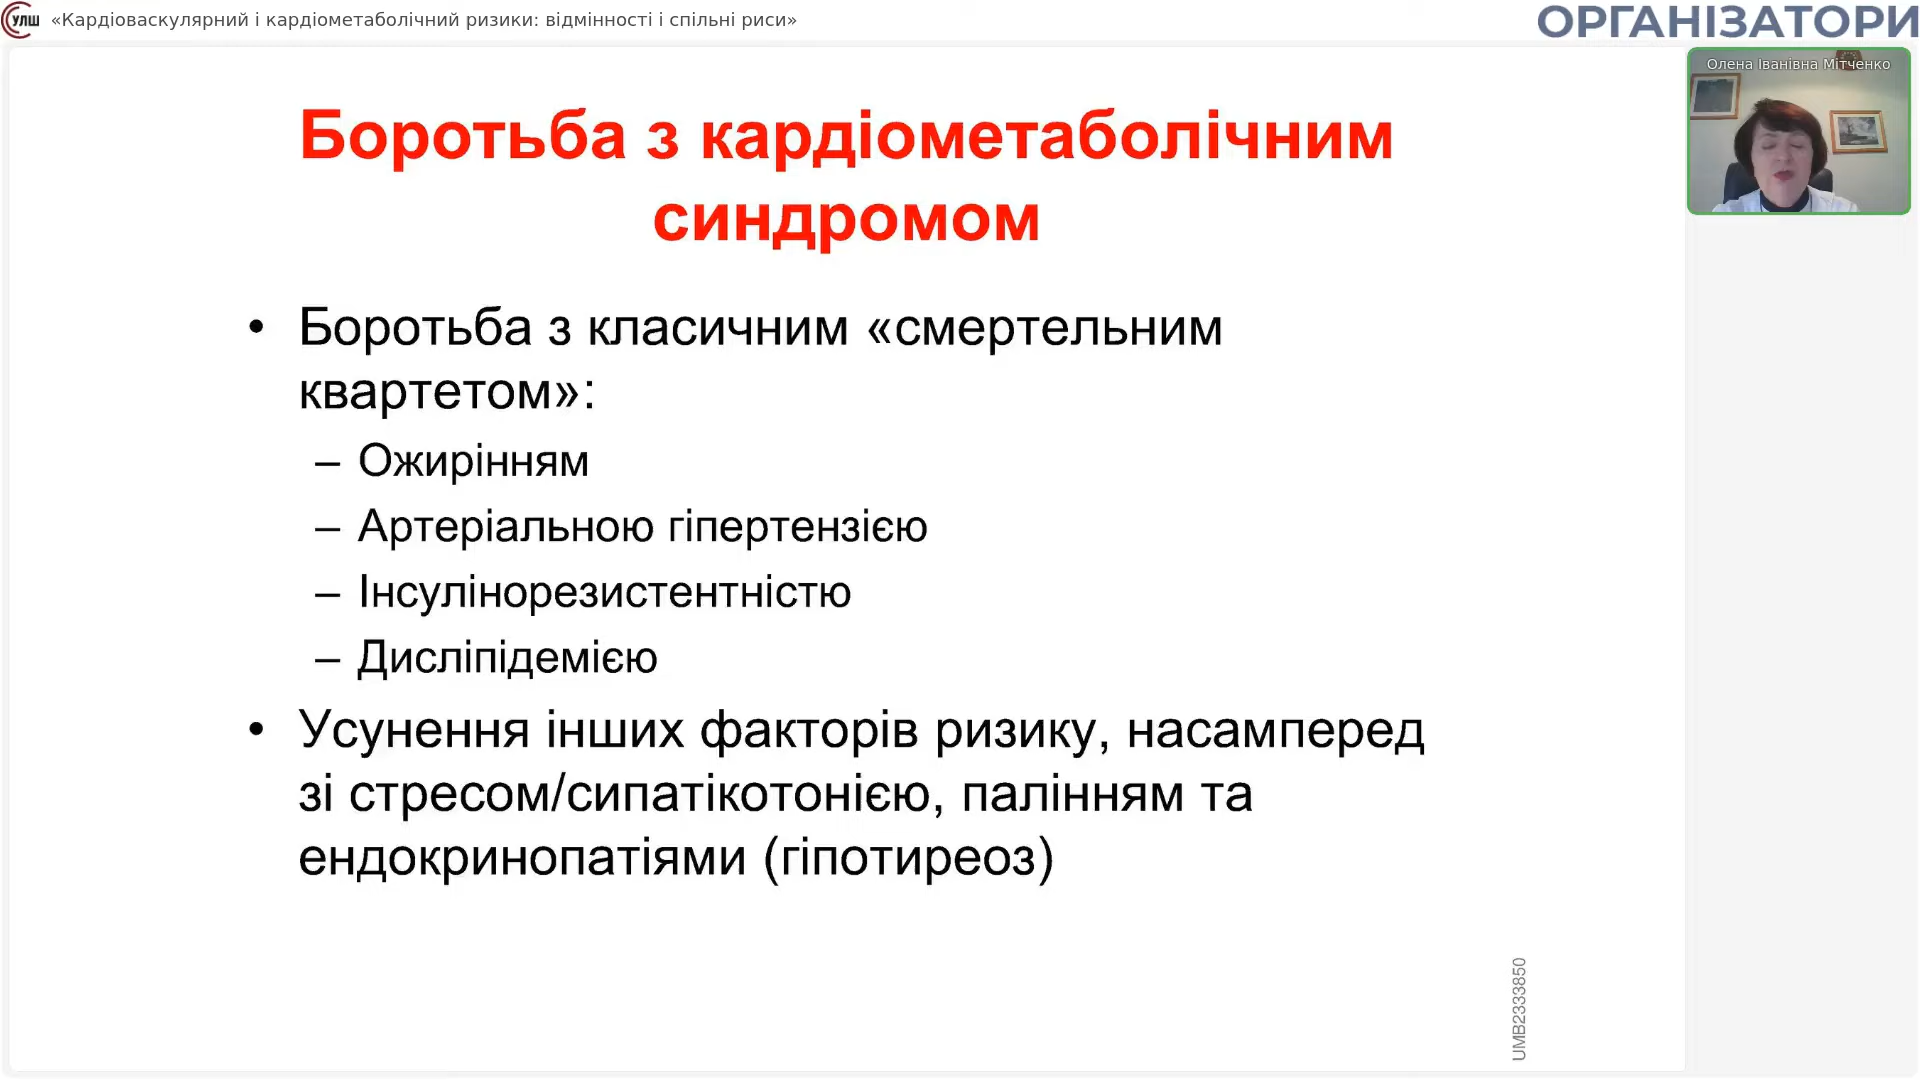 УЛШ «Кардіоваскулярний і кардіометаболічний ризики: відмінності і спільні риси»
ОРГАНІЗАТОРИ
Олена Іванівна Мітченко
Боротьба з кардіометаболічним
синдромом
• Боротьба з класичним «смертельним
квартетом»:
– Ожирінням
– Артеріальною гіпертензією
– Інсулінорезистентністю
– Дисліпідемією
• Усунення інших факторів ризику, насамперед
зі стресом/сипатікотонією, палінням та
ендокринопатіями (гіпотиреоз)
UMB2333850